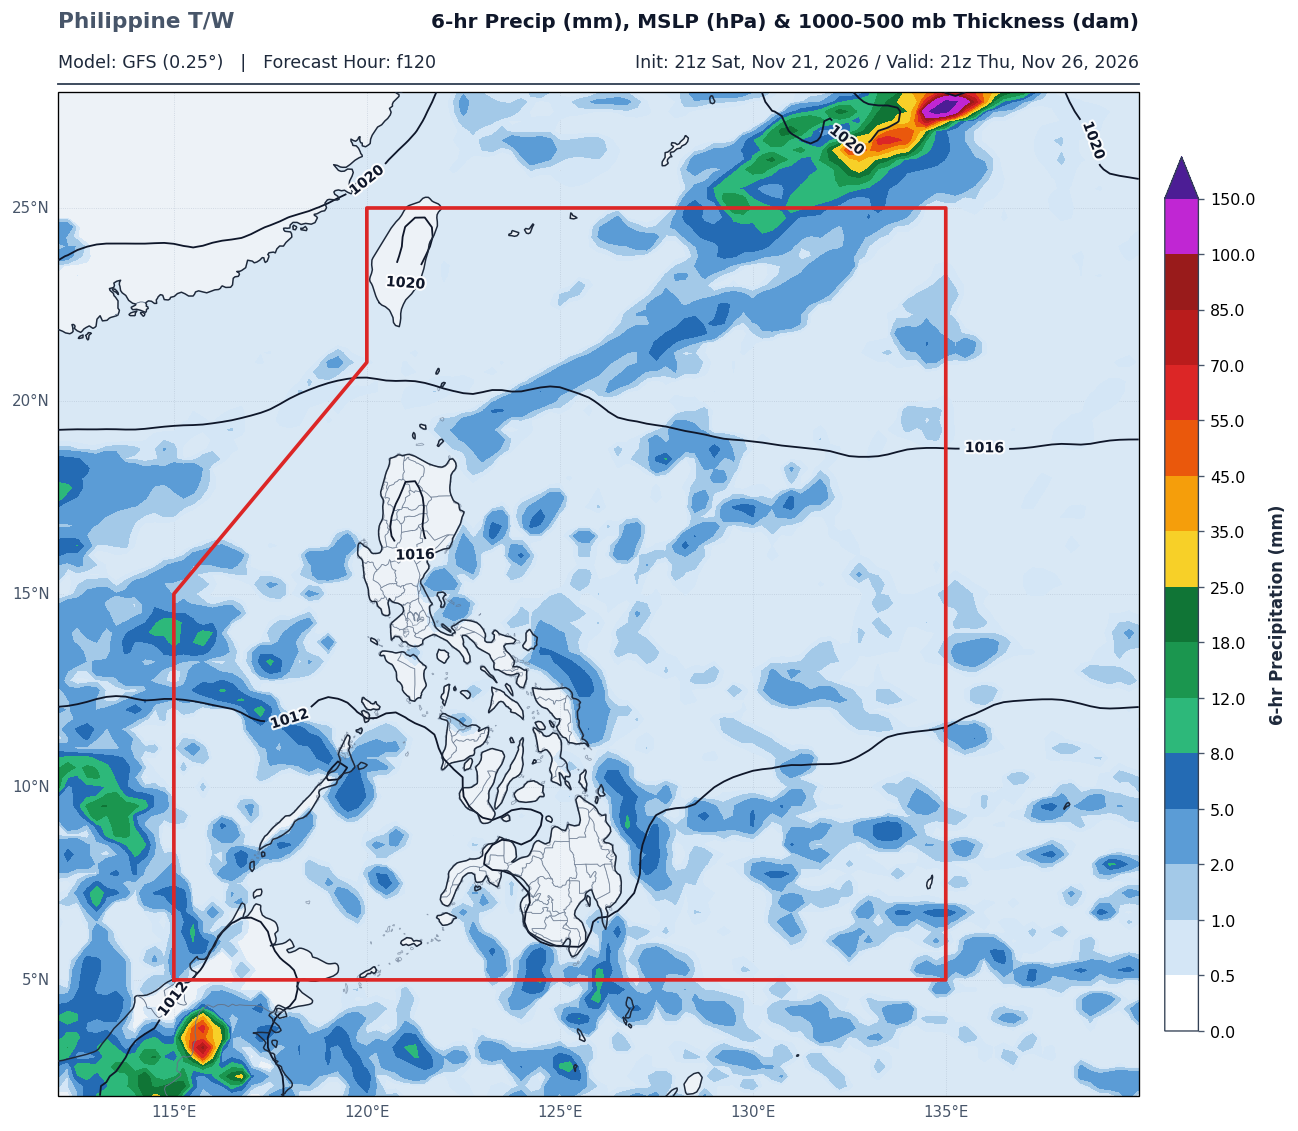 Philippine T/W
6-hr Precip (mm), MSLP (hPa) & 1000-500 mb Thickness (dam)
Model: GFS (0.25°) | Forecast Hour: f120
Init: 21z Sat, Nov 21, 2026 / Valid: 21z Thu, Nov 26, 2026
1020
1020
1020
1020
1016
1016
1012
1012
25°N
20°N
15°N
10°N
5°N
115°E
120°E
125°E
130°E
135°E
150.0
100.0
85.0
70.0
55.0
45.0
35.0
25.0
18.0
12.0
8.0
5.0
2.0
1.0
0.5
0.0
6-hr Precipitation (mm)